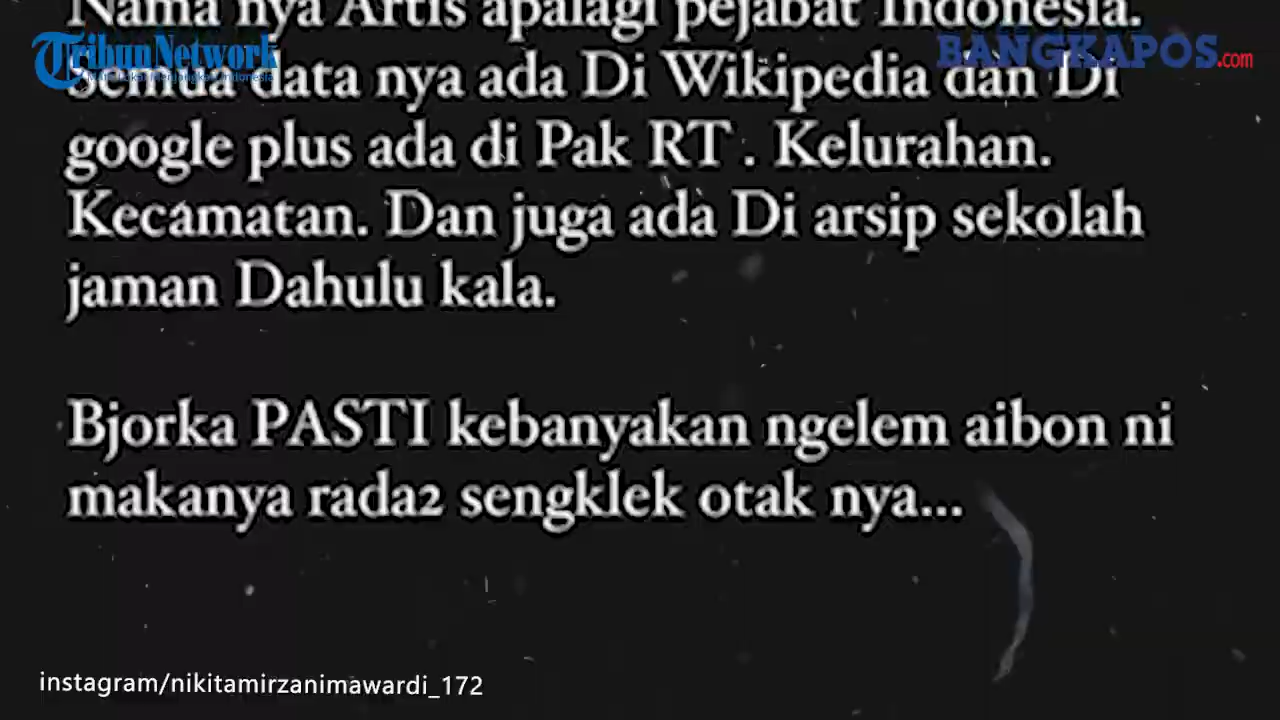 Nama nya Artis apalagi pejabat Indonesia.
TribunNetwork
BANGKAPOS.com
Semua data nya ada Di Wikipedia dan Di
google plus ada di Pak RT . Kelurahan.
Kecamatan. Dan juga ada Di arsip sekolah
jaman Dahulu kala.
Bjorka PASTI kebanyakan ngelem aibon ni
makanya rada2 sengklek otak nya...
instagram/nikitamirzanimawardi_172